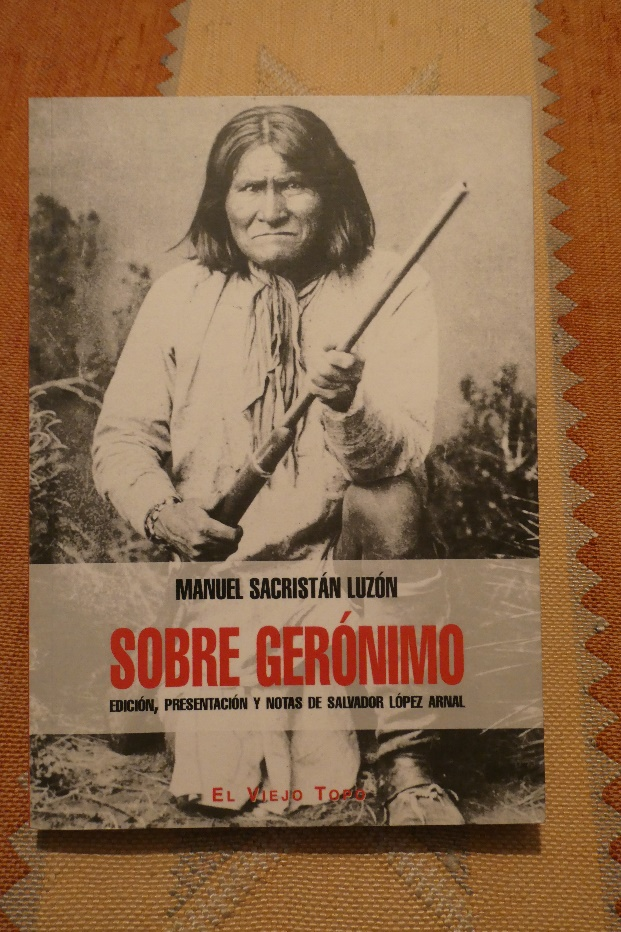 MANUEL SACRISTÁN LUZÓN
SOBRE GERÓNIMO
EDICIÓN, PRESENTACIÓN Y NOTAS DE SALVADOR LÓPEZ ARNAL
EL VIEJO TOPO